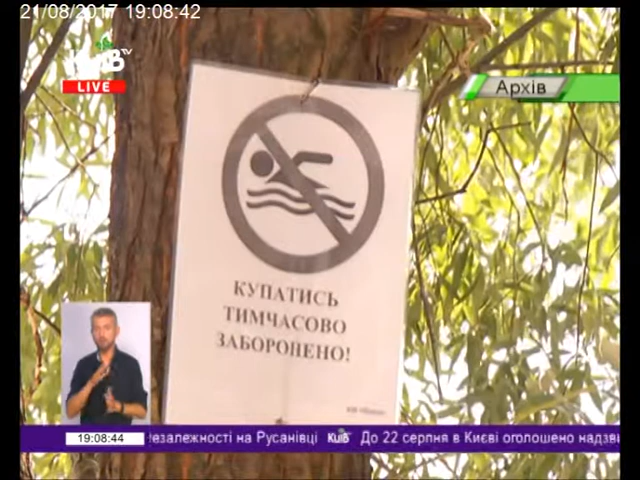 21/08/2017 19:08:42
КИЇВ TV
LIVE
Архів
КУПАТИСЬ
ТИМЧАСОВО
ЗАБОРОНЕНО!
19:08:44
Незалежності на Русанівці КИЇВ До 22 серпня в Києві оголошено надзв